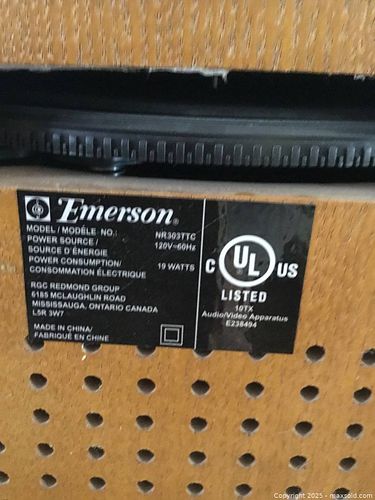 Emerson®
MODEL / MODÈLE NO.: NR303TTC
POWER SOURCE / 120V~60Hz
SOURCE D'ÉNERGIE
POWER CONSUMPTION/ 19 WATTS
CONSOMMATION ÉLECTRIQUE
RGC REDMOND GROUP
6185 MCLAUGHLIN ROAD
MISSISSAUGA, ONTARIO CANADA
L5R 3W7
MADE IN CHINA/
FABRIQUÉ EN CHINE
C UL US
LISTED
10TX
Audio/Video Apparatus
E238494
Copyright © 2025 - maxsold.com